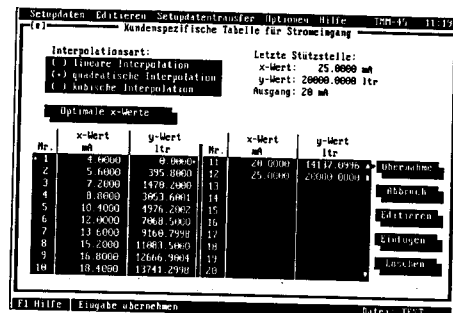 Setupdaten Editieren Setupdatentransfer Optionen Hilfe TMM-45 11:19
Kundenspezifische Tabelle für Stromeingang
Interpolationsart:
( ) lineare Interpolation
(•) quadratische Interpolation
( ) kubische Interpolation
Letzte Stützstelle:
x-Wert: 25.0000 mA
y-Wert: 20000.0000 ltr
Ausgang: 20 mA
Optimale x-Werte
Nr. x-Wert mA y-Wert ltr Nr. x-Wert mA y-Wert ltr
1 4.0000 0.0000 11 20.0000 14137.0996
2 5.6000 395.8000 12 25.0000 20000.0000
3 7.2000 1470.2000 13
4 8.8000 3053.6001 14
5 10.4000 4976.2002 15
6 12.0000 7068.5000 16
7 13.6000 9160.7998 17
8 15.2000 11083.5000 18
9 16.8000 12666.9004 19
10 18.4000 13741.2998 20
Übernahme
Abbruch
Editieren
Einfügen
Löschen
F1 Hilfe Eingabe übernehmen Datei: TEST